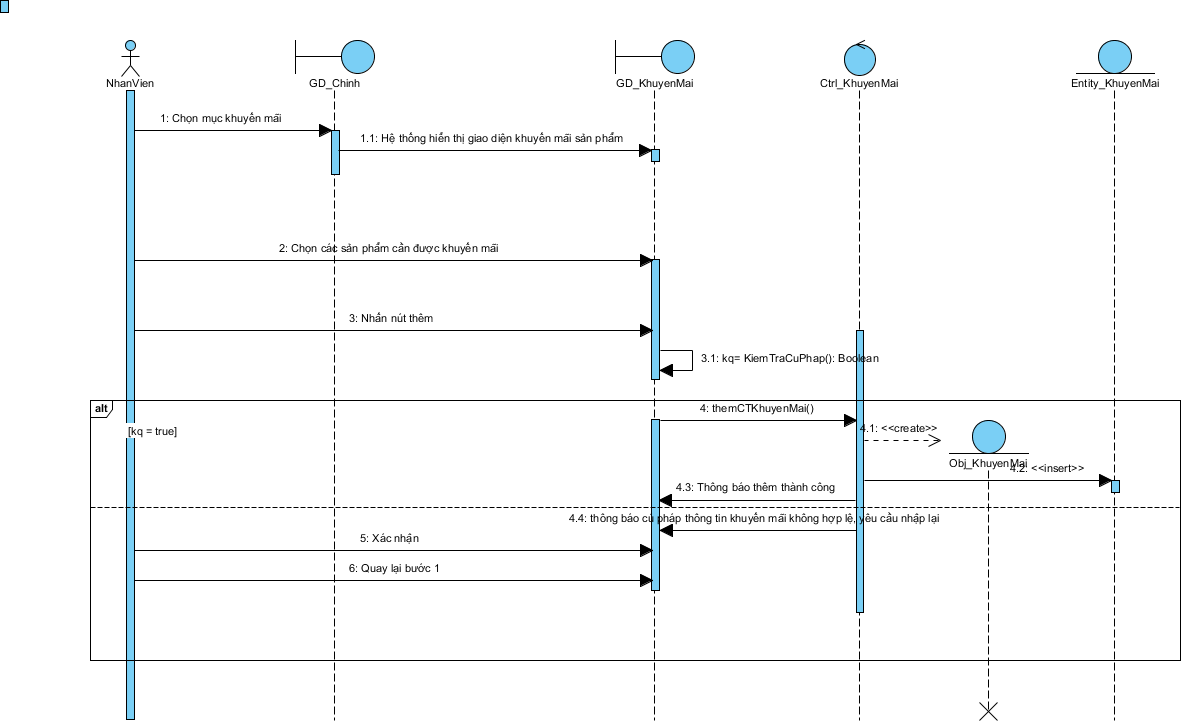 NhanVien
GD_Chinh
GD_KhuyenMai
Ctrl_KhuyenMai
Entity_KhuyenMai
1: Chọn mục khuyến mãi
1.1: Hệ thống hiển thị giao diện khuyến mãi sản phẩm
2: Chọn các sản phẩm cần được khuyến mãi
3: Nhấn nút thêm
3.1: kq= KiemTraCuPhap(): Boolean
alt
[kq = true]
4: themCTKhuyenMai()
4.1: <<create>>
Obj_KhuyenMai
4.2: <<insert>>
4.3: Thông báo thêm thành công
4.4: thông báo cú pháp thông tin khuyến mãi không hợp lệ, yêu cầu nhập lại
5: Xác nhận
6: Quay lại bước 1